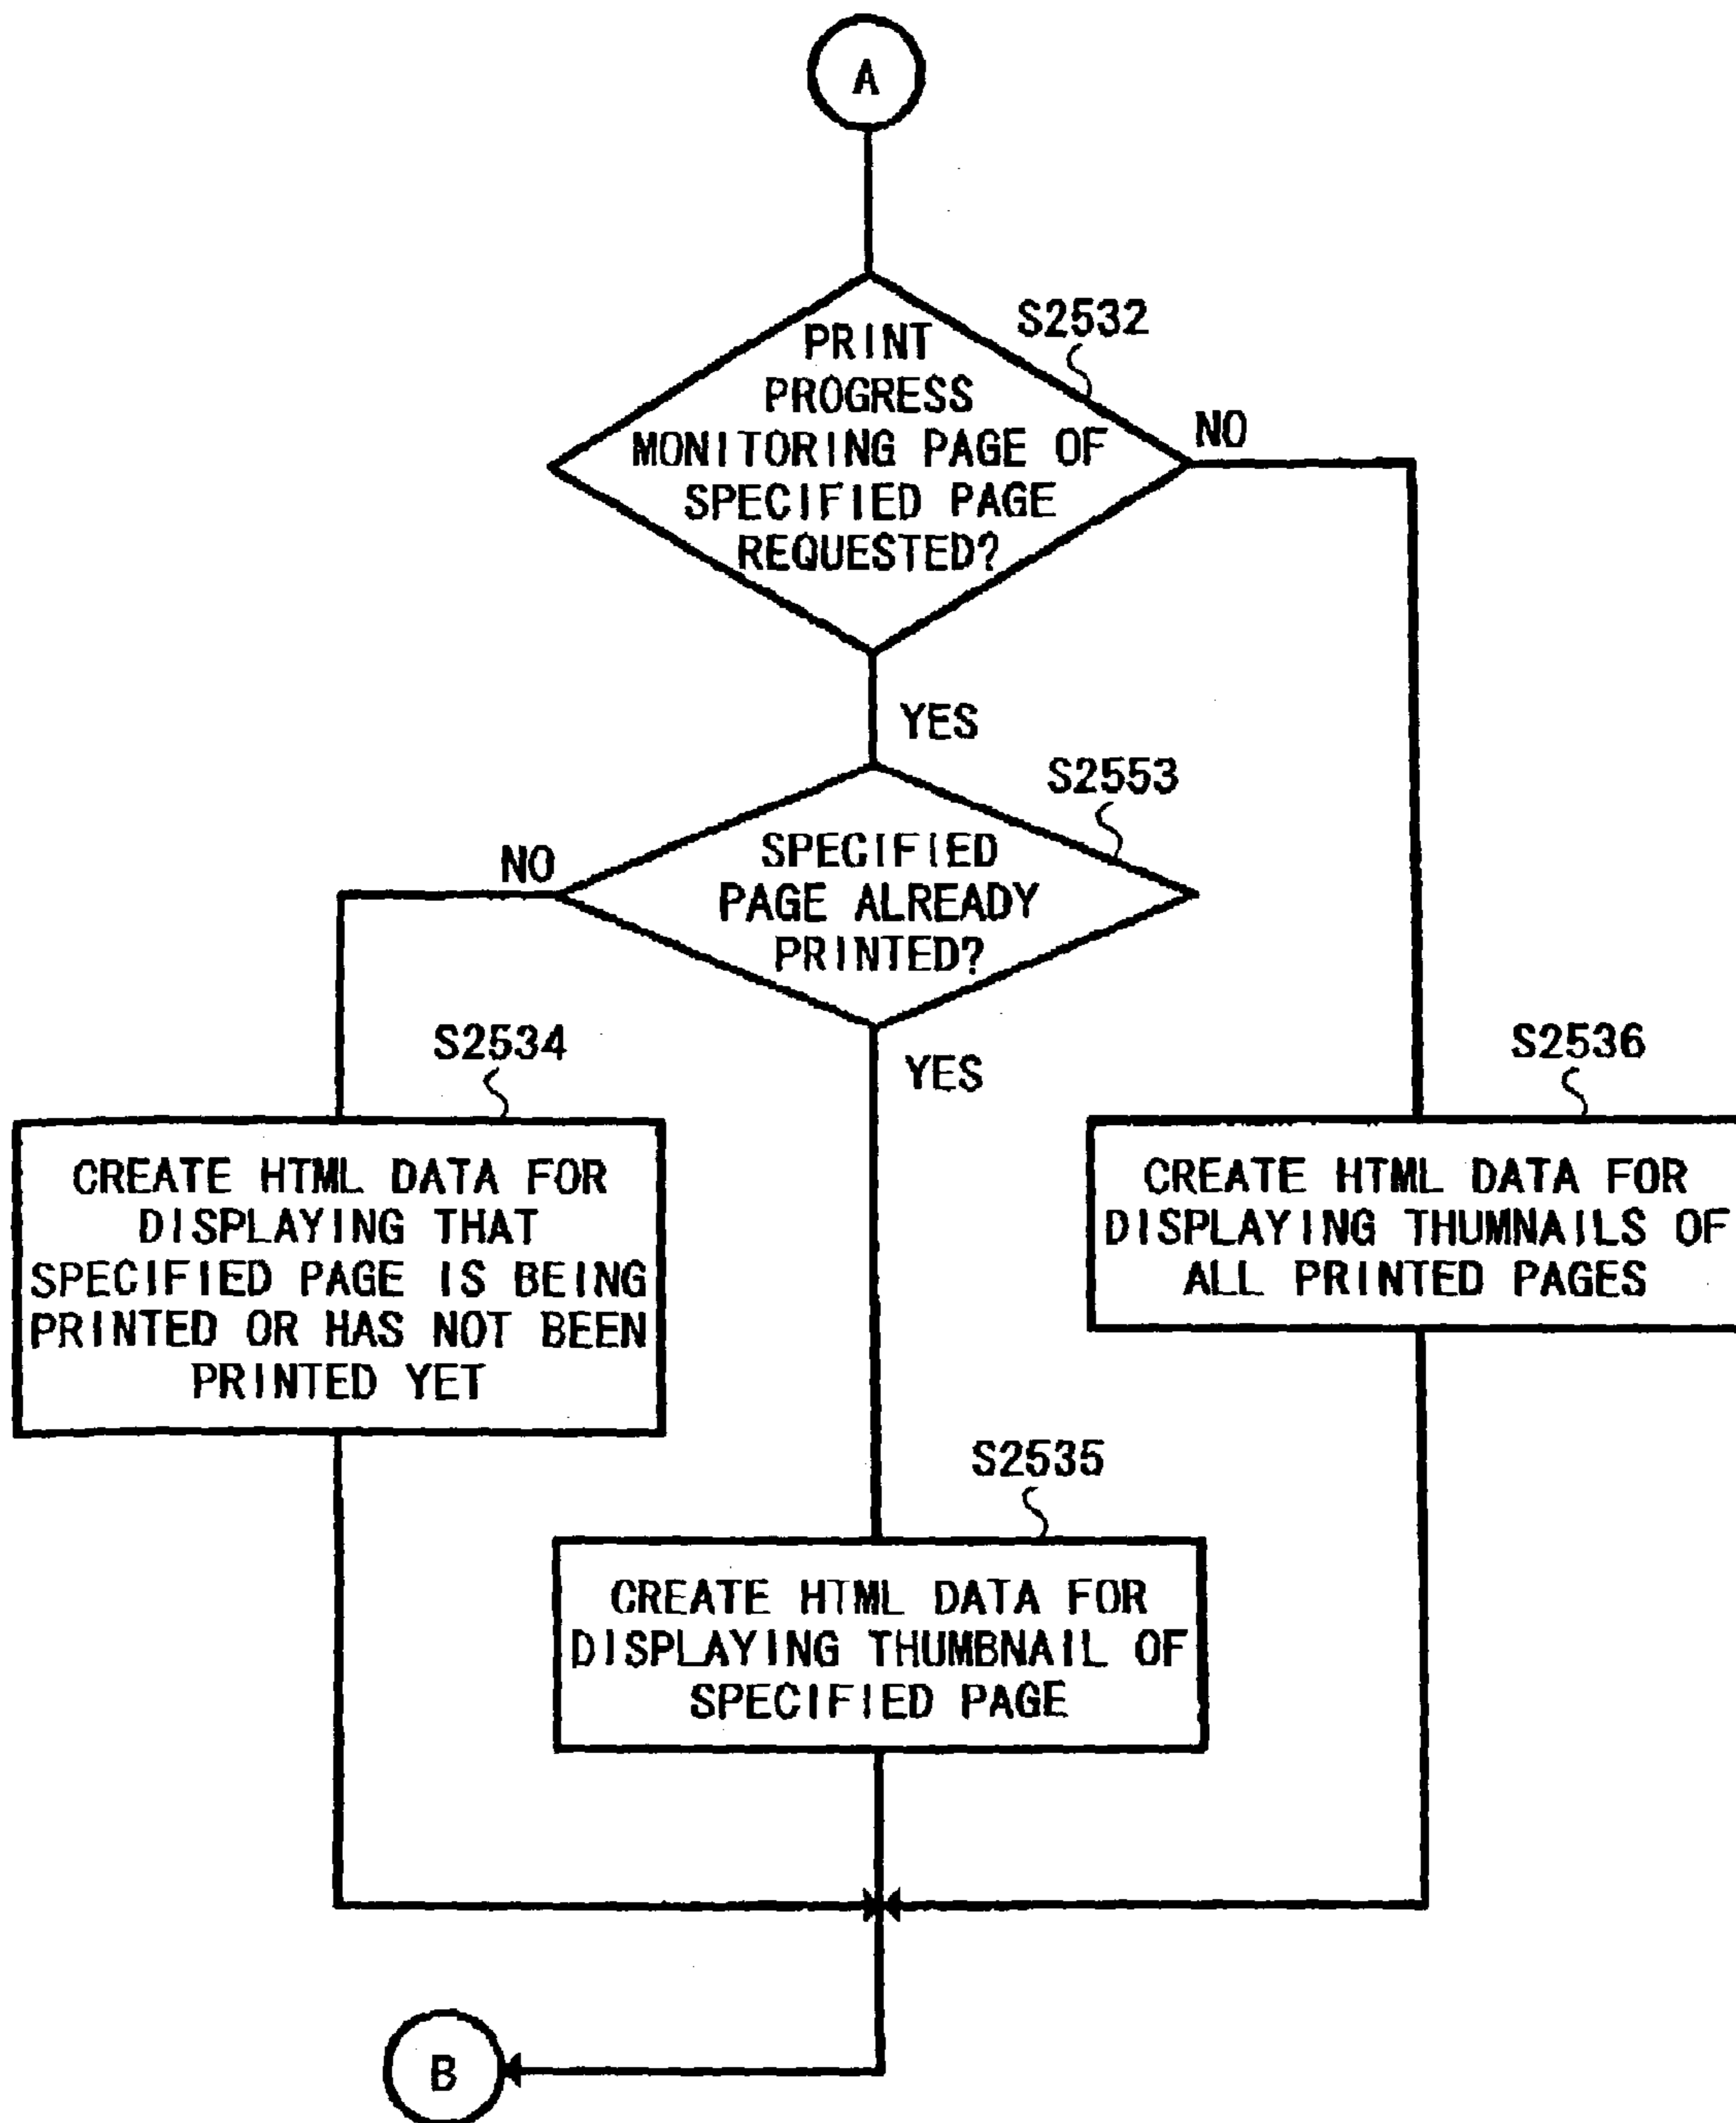 A
S2532
PRINT
PROGRESS
MONITORING PAGE OF
SPECIFIED PAGE
REQUESTED?
NO
YES
S2553
SPECIFIED
PAGE ALREADY
PRINTED?
NO
YES
S2534
CREATE HTML DATA FOR
DISPLAYING THAT
SPECIFIED PAGE IS BEING
PRINTED OR HAS NOT BEEN
PRINTED YET
S2536
CREATE HTML DATA FOR
DISPLAYING THUMNAILS OF
ALL PRINTED PAGES
S2535
CREATE HTML DATA FOR
DISPLAYING THUMBNAIL OF
SPECIFIED PAGE
B